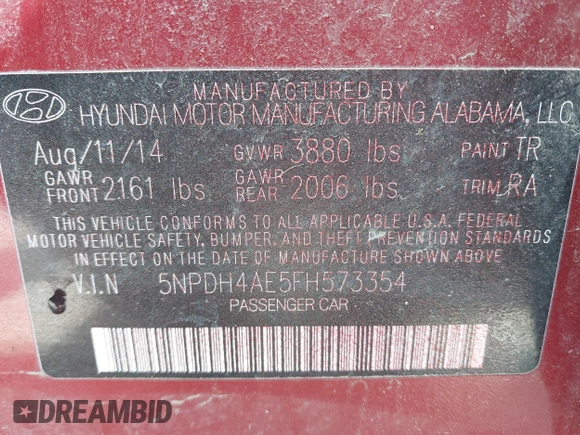 MANUFACTURED BY
HYUNDAI MOTOR MANUFACTURING ALABAMA, LLC
Aug/11/14 GVWR 3880 lbs PAINT TR
GAWR FRONT 2161 lbs GAWR REAR 2006 lbs TRIM RA
THIS VEHICLE CONFORMS TO ALL APPLICABLE U.S.A. FEDERAL
MOTOR VEHICLE SAFETY, BUMPER, AND THEFT PREVENTION STANDARDS
IN EFFECT ON THE DATE OF MANUFACTURE SHOWN ABOVE
V.I.N 5NPDH4AE5FH573354
PASSENGER CAR
DREAMBID